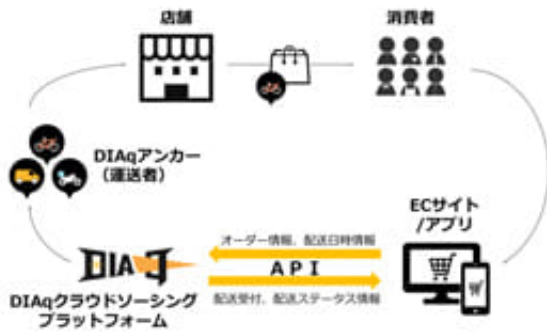 店舗
消費者
DIAqアンカー
（運送者）
ECサイト
/アプリ
オーダー情報、配送日時情報
API
配送受付、配送ステータス情報
DIAq
DIAqクラウドソーシング
プラットフォーム